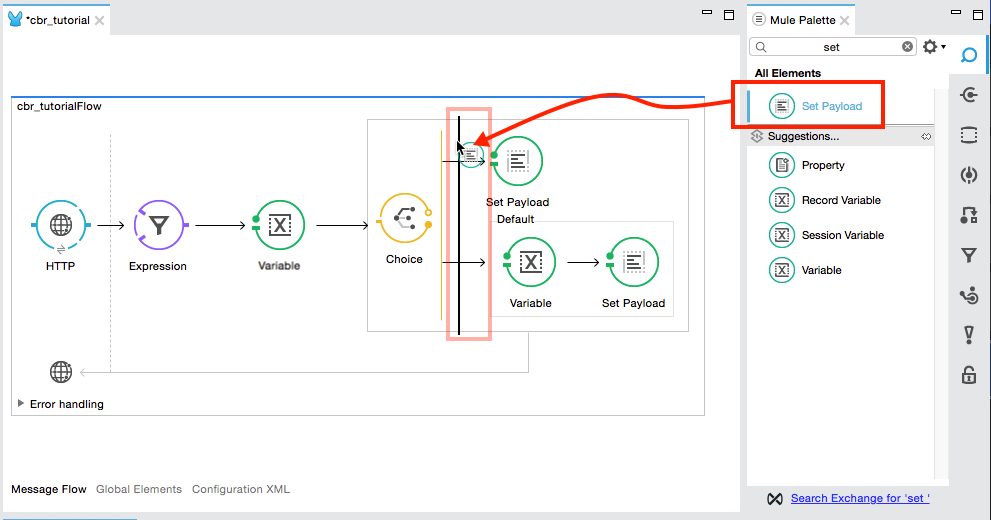 *cbr_tutorial
Mule Palette
set
All Elements
Set Payload
Suggestions...
Property
Record Variable
Session Variable
Variable
Search Exchange for 'set '
cbr_tutorialFlow
HTTP
Expression
Variable
Choice
Set Payload
Default
Variable
Set Payload
Error handling
Message Flow
Global Elements
Configuration XML